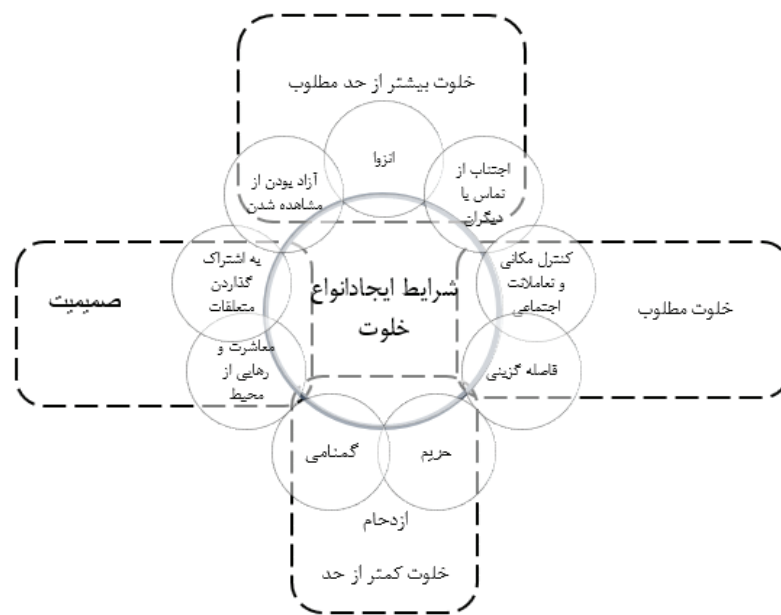 خلوت بیشتر از حد مطلوب
انزوا
اجتناب از
تماس با
دیگران
آزاد بودن از
مشاهده شدن
کنترل مکانی
و تعاملات
اجتماعی
خلوت مطلوب
فاصله گزینی
شرایط ایجادانواع
خلوت
به اشتراک
گذاردن
متعلقات
صمیمیت
معاشرت و
رهایی از
محیط
حریم
گمنامی
ازدحام
خلوت کمتر از حد